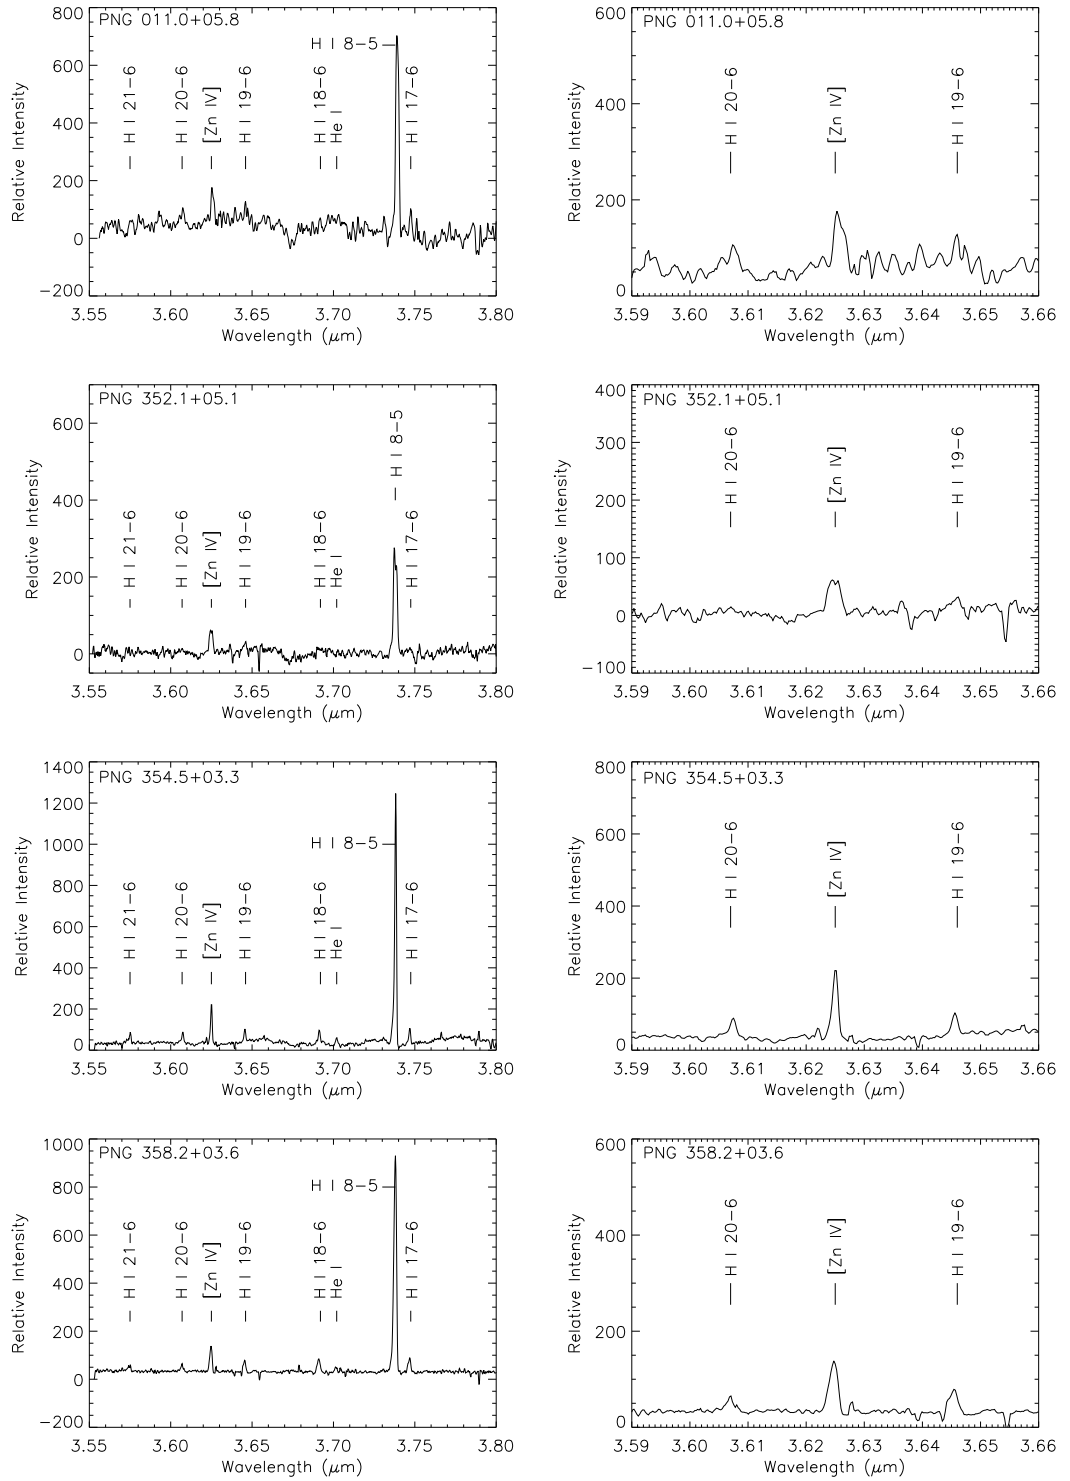 PNG 011.0+05.8
H I 21-6
H I 20-6
[Zn IV]
H I 19-6
H I 18-6
He I
H I 8-5
H I 17-6
Relative Intensity
800
600
400
200
0
-200
3.55 3.60 3.65 3.70 3.75 3.80
Wavelength (μm)
PNG 011.0+05.8
H I 20-6
[Zn IV]
H I 19-6
Relative Intensity
600
400
200
0
3.59 3.60 3.61 3.62 3.63 3.64 3.65 3.66
Wavelength (μm)
PNG 352.1+05.1
H I 21-6
H I 20-6
[Zn IV]
H I 19-6
H I 18-6
He I
H I 8-5
H I 17-6
Relative Intensity
600
400
200
0
3.55 3.60 3.65 3.70 3.75 3.80
Wavelength (μm)
PNG 352.1+05.1
H I 20-6
[Zn IV]
H I 19-6
Relative Intensity
400
300
200
100
0
-100
3.59 3.60 3.61 3.62 3.63 3.64 3.65 3.66
Wavelength (μm)
PNG 354.5+03.3
H I 21-6
H I 20-6
[Zn IV]
H I 19-6
H I 18-6
He I
H I 8-5
H I 17-6
Relative Intensity
1400
1200
1000
800
600
400
200
0
3.55 3.60 3.65 3.70 3.75 3.80
Wavelength (μm)
PNG 354.5+03.3
H I 20-6
[Zn IV]
H I 19-6
Relative Intensity
800
600
400
200
0
3.59 3.60 3.61 3.62 3.63 3.64 3.65 3.66
Wavelength (μm)
PNG 358.2+03.6
H I 21-6
H I 20-6
[Zn IV]
H I 19-6
H I 18-6
He I
H I 8-5
H I 17-6
Relative Intensity
1000
800
600
400
200
0
-200
3.55 3.60 3.65 3.70 3.75 3.80
Wavelength (μm)
PNG 358.2+03.6
H I 20-6
[Zn IV]
H I 19-6
Relative Intensity
600
400
200
0
3.59 3.60 3.61 3.62 3.63 3.64 3.65 3.66
Wavelength (μm)